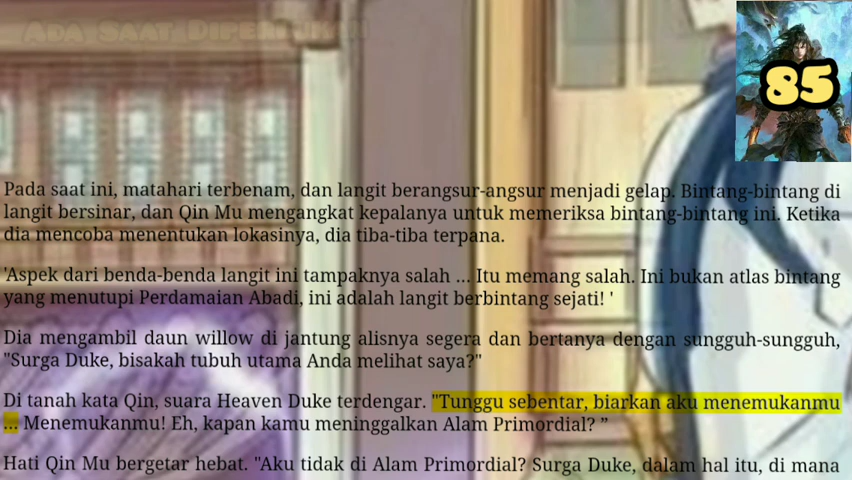 Ada Saat Dipertemukan
85
Pada saat ini, matahari terbenam, dan langit berangsur-angsur menjadi gelap. Bintang-bintang di
langit bersinar, dan Qin Mu mengangkat kepalanya untuk memeriksa bintang-bintang ini. Ketika
dia mencoba menentukan lokasinya, dia tiba-tiba terpana.
'Aspek dari benda-benda langit ini tampaknya salah ... Itu memang salah. Ini bukan atlas bintang
yang menutupi Perdamaian Abadi, ini adalah langit berbintang sejati! '
Dia mengambil daun willow di jantung alisnya segera dan bertanya dengan sungguh-sungguh,
"Surga Duke, bisakah tubuh utama Anda melihat saya?"
Di tanah kata Qin, suara Heaven Duke terdengar. "Tunggu sebentar, biarkan aku menemukanmu
... Menemukanmu! Eh, kapan kamu meninggalkan Alam Primordial? ”
Hati Qin Mu bergetar hebat. "Aku tidak di Alam Primordial? Surga Duke, dalam hal itu, di mana